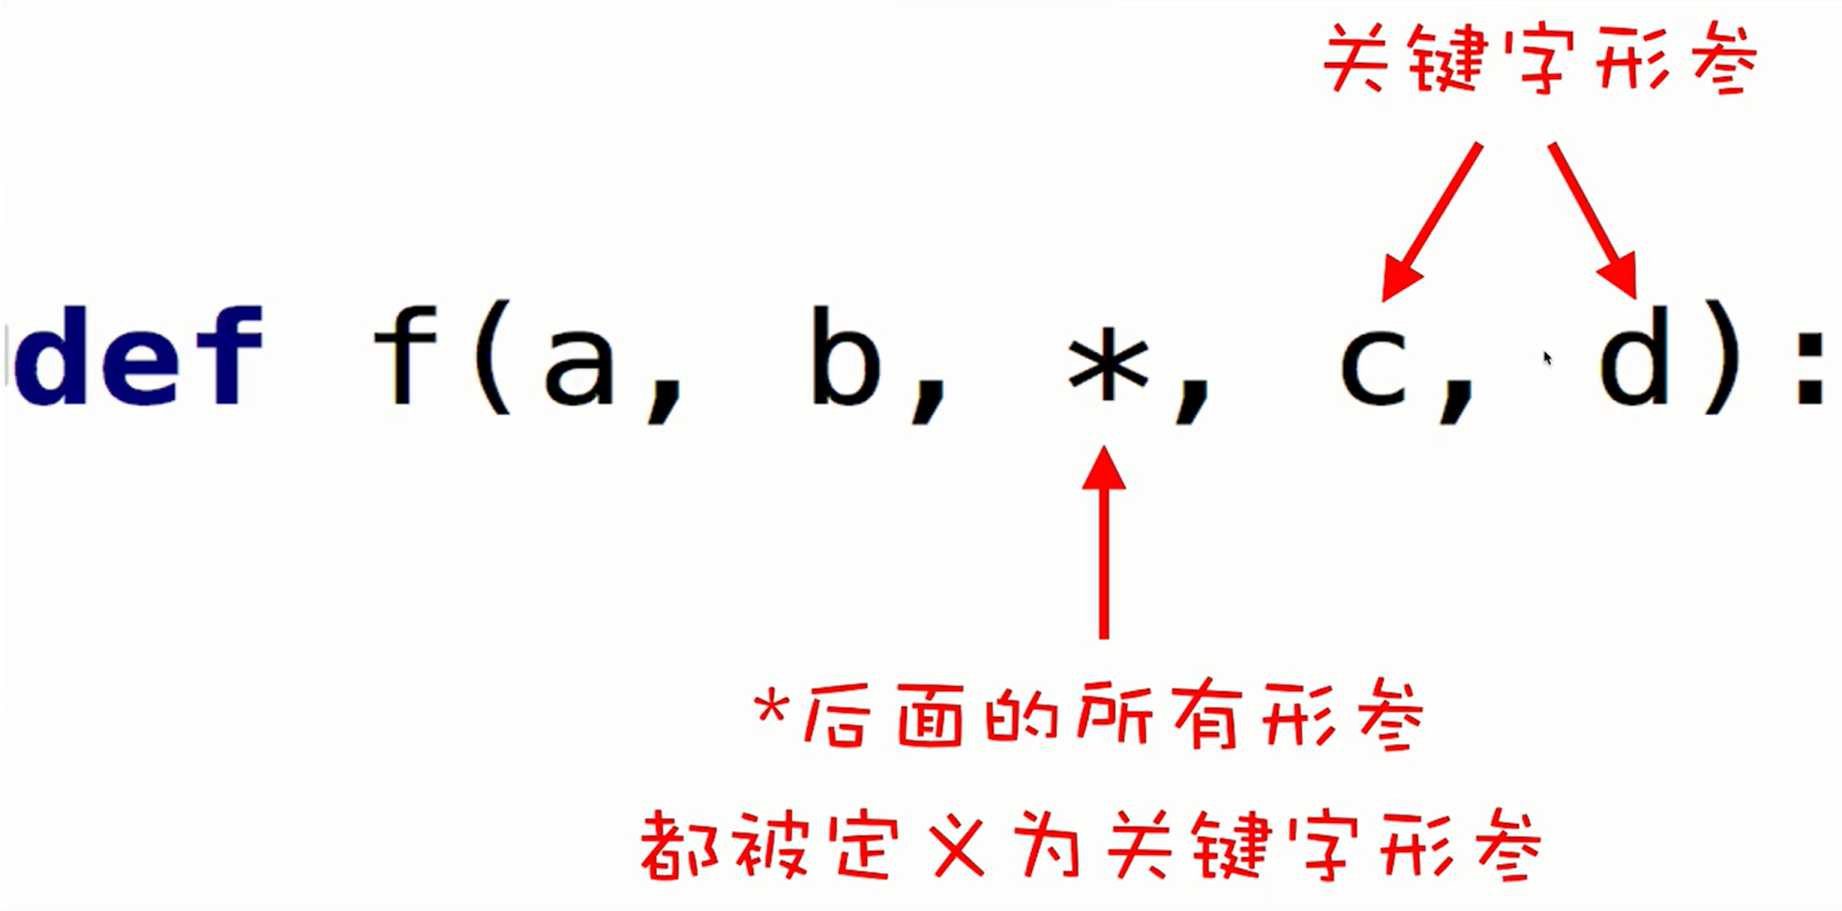 关键字形参
def f(a, b, *, c, d):
*后面的所有形参
都被定义为关键字形参